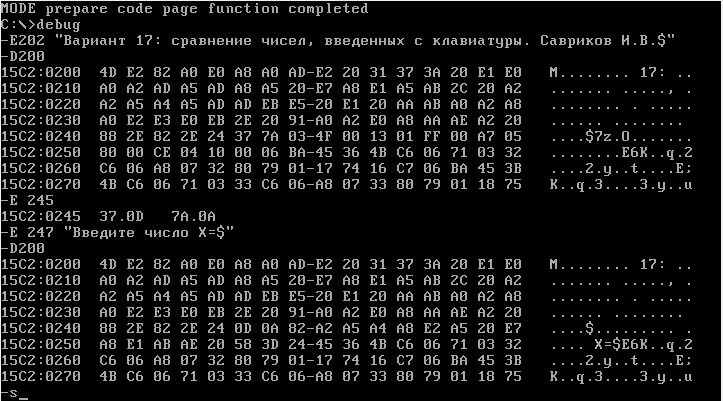 MODE prepare code page function completed
C:\>debug
-E202 "Вариант 17: сравнение чисел, введенных с клавиатуры. Савриков И.В.$"
-D200
15C2:0200  4D E2 82 A0 E0 A8 A0 AD-E2 20 31 37 3A 20 E1 E0   M........ 17: ..
15C2:0210  A0 A2 AD A5 AD A8 A5 20-E7 A8 E1 A5 AB 2C 20 A2   ....... ....., .
15C2:0220  A2 A5 A4 A5 AD AD EB E5-20 E1 20 AA AB A0 A2 A8   ........ . .....
15C2:0230  A0 E2 E3 E0 EB 2E 20 91-A0 A2 E0 A8 AA AE A2 20   ...... ........ 
15C2:0240  88 2E 82 2E 24 37 7A 03-4F 00 13 01 FF 00 A7 05   ....$7z.O.......
15C2:0250  80 00 CE 04 10 00 06 BA-45 36 4B C6 06 71 03 32   ........E6K..q.2
15C2:0260  C6 06 A8 07 32 80 79 01-17 74 16 C7 06 BA 45 3B   ....2.y..t....E;
15C2:0270  4B C6 06 71 03 33 C6 06-A8 07 33 80 79 01 18 75   K..q.3....3.y..u
-E 245
15C2:0245  37.0D   7A.0A
-E 247 "Введите число X=$"
-D200
15C2:0200  4D E2 82 A0 E0 A8 A0 AD-E2 20 31 37 3A 20 E1 E0   M........ 17: ..
15C2:0210  A0 A2 AD A5 AD A8 A5 20-E7 A8 E1 A5 AB 2C 20 A2   ....... ....., .
15C2:0220  A2 A5 A4 A5 AD AD EB E5-20 E1 20 AA AB A0 A2 A8   ........ . .....
15C2:0230  A0 E2 E3 E0 EB 2E 20 91-A0 A2 E0 A8 AA AE A2 20   ...... ........ 
15C2:0240  88 2E 82 2E 24 0D 0A 82-A2 A5 A4 A8 E2 A5 20 E7   ....$......... .
15C2:0250  A8 E1 AB AE 20 58 3D 24-45 36 4B C6 06 71 03 32   .... X=$E6K..q.2
15C2:0260  C6 06 A8 07 32 80 79 01-17 74 16 C7 06 BA 45 3B   ....2.y..t....E;
15C2:0270  4B C6 06 71 03 33 C6 06-A8 07 33 80 79 01 18 75   K..q.3....3.y..u
-s_